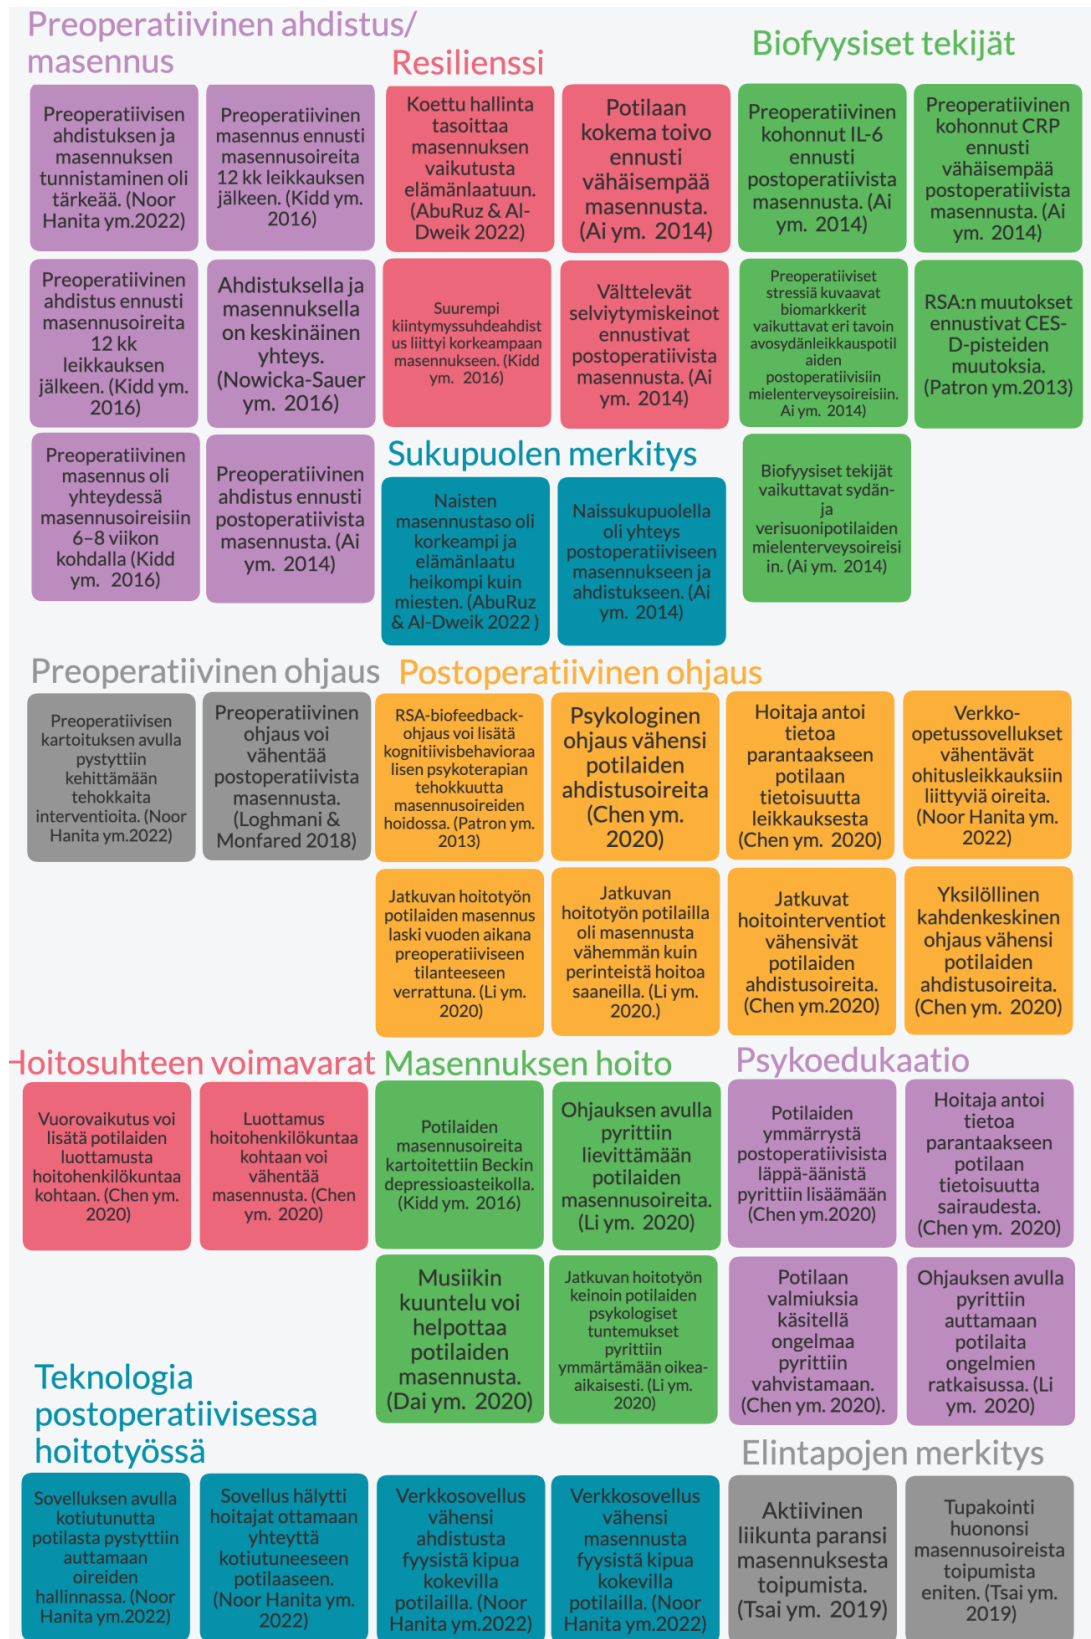 Preoperatiivinen ahdistus/
masennus
Preoperatiivisen
ahdistuksen ja
masennuksen
tunnistaminen oli
tärkeää. (Noor
Hanita ym.2022)
Preoperatiivinen
masennus ennusti
masennusoireita
12 kk leikkauksen
jälkeen. (Kidd ym.
2016)
Preoperatiivinen
ahdistus ennusti
masennusoireita
12 kk
leikkauksen
jälkeen. (Kidd ym.
2016)
Ahdistuksella ja
masennuksella
on keskinäinen
yhteys.
(Nowicka-Sauer
ym. 2016)
Preoperatiivinen
masennus oli
yhteydessä
masennusoireisiin
6–8 viikon
kohdalla (Kidd
ym. 2016)
Preoperatiivinen
ahdistus ennusti
postoperatiivista
masennusta. (Ai
ym. 2014)
Resilienssi
Koettu hallinta
tasoittaa
masennuksen
vaikutusta
elämänlaatuun.
(AbuRuz & Al-
Dweik 2022)
Potilaan
kokema toivo
ennusti
vähäisempää
masennusta.
(Ai ym. 2014)
Suurempi
kiintymyssuhdeahdist
us liittyi korkeampaan
masennukseen. (Kidd
ym. 2016)
Välttelevät
selviytymiskeinot
ennustivat
postoperatiivista
masennusta. (Ai
ym. 2014)
Biofyysiset tekijät
Preoperatiivinen
kohonnut IL-6
ennusti
postoperatiivista
masennusta. (Ai
ym. 2014)
Preoperatiivinen
kohonnut CRP
ennusti
vähäisempää
postoperatiivista
masennusta. (Ai
ym. 2014)
Preoperatiiviset
stressiä kuvaavat
biomarkkerit
vaikuttavat eri tavoin
avosydänleikkauspotil
aiden
postoperatiivisiin
mielenterveysoireisiin.
Ai ym. 2014)
RSA:n muutokset
ennustivat CES-
D-pisteiden
muutoksia.
(Patron ym.2013)
Biofyysiset tekijät
vaikuttavat sydän-
ja
verisuonipotilaiden
mielenterveysoireisi
in. (Ai ym. 2014)
Sukupuolen merkitys
Naisten
masennustaso oli
korkeampi ja
elämänlaatu
heikompi kuin
miesten. (AbuRuz
& Al-Dweik 2022 )
Naissukupuolella
oli yhteys
postoperatiiviseen
masennukseen ja
ahdistukseen. (Ai
ym. 2014)
Preoperatiivinen ohjaus
Preoperatiivisen
kartoituksen avulla
pystyttiin
kehittämään
tehokkaita
interventioita. (Noor
Hanita ym.2022)
Preoperatiivinen
ohjaus voi
vähentää
postoperatiivista
masennusta.
(Loghmani &
Monfared 2018)
Postoperatiivinen ohjaus
RSA-biofeedback-
ohjaus voi lisätä
kognitiivisbehavioraa
lisen psykoterapian
tehokkuutta
masennusoireiden
hoidossa. (Patron ym.
2013)
Psykologinen
ohjaus vähensi
potilaiden
ahdistusoireita
(Chen ym.
2020)
Hoitaja antoi
tietoa
parantaakseen
potilaan
tietoisuutta
leikkauksesta
(Chen ym. 2020)
Verkko-
opetussovellukset
vähentävät
ohitusleikkauksiin
liittyviä oireita.
(Noor Hanita ym.
2022)
Jatkuvan hoitotyön
potilaiden masennus
laski vuoden aikana
preoperatiiviseen
tilanteeseen
verrattuna. (Li ym.
2020)
Jatkuvan
hoitotyön potilailla
oli masennusta
vähemmän kuin
perinteistä hoitoa
saaneilla. (Li ym.
2020.)
Jatkuvat
hoitointerventiot
vähensivät
potilaiden
ahdistusoireita.
(Chen ym.2020)
Yksilöllinen
kahdenkeskinen
ohjaus vähensi
potilaiden
ahdistusoireita.
(Chen ym. 2020)
Hoitosuhteen voimavarat
Vuorovaikutus voi
lisätä potilaiden
luottamusta
hoitohenkilökuntaa
kohtaan. (Chen ym.
2020)
Luottamus
hoitohenkilökuntaa
kohtaan voi
vähentää
masennusta. (Chen
ym. 2020)
Masennuksen hoito
Potilaiden
masennusoireita
kartoitettiin Beckin
depressioasteikolla.
(Kidd ym. 2016)
Ohjauksen avulla
pyrittiin
lievittämään
potilaiden
masennusoireita.
(Li ym. 2020)
Musiikin
kuuntelu voi
helpottaa
potilaiden
masennusta.
(Dai ym. 2020)
Jatkuvan hoitotyön
keinoin potilaiden
psykologiset
tuntemukset
pyrittiin
ymmärtämään oikea-
aikaisesti. (Li ym.
2020)
Psykoedukaatio
Potilaiden
ymmärrystä
postoperatiivisista
läppä-äänistä
pyrittiin lisäämään
(Chen ym.2020)
Hoitaja antoi
tietoa
parantaakseen
potilaan
tietoisuutta
sairaudesta.
(Chen ym. 2020)
Potilaan
valmiuksia
käsitellä
ongelmaa
pyrittiin
vahvistamaan.
(Chen ym. 2020).
Ohjauksen avulla
pyrittiin
auttamaan
potilaita
ongelmien
ratkaisussa. (Li
ym. 2020)
Teknologia
postoperatiivisessa
hoitotyössä
Sovelluksen avulla
kotiutunutta
potilasta pystyttiin
auttamaan
oireiden
hallinnassa. (Noor
Hanita ym.2022)
Sovellus hälytti
hoitajat ottamaan
yhteyttä
kotiutuneeseen
potilaaseen.
(Noor Hanita ym.
2022)
Verkkosovellus
vähensi
ahdistusta
fyysistä kipua
kokevilla
potilailla. (Noor
Hanita ym.2022)
Verkkosovellus
vähensi
masennusta
fyysistä kipua
kokevilla
potilailla. (Noor
Hanita ym.2022)
Elintapojen merkitys
Aktiivinen
liikunta paransi
masennuksesta
toipumista.
(Tsai ym. 2019)
Tupakointi
huononsi
masennusoireista
toipumista
eniten. (Tsai ym.
2019)